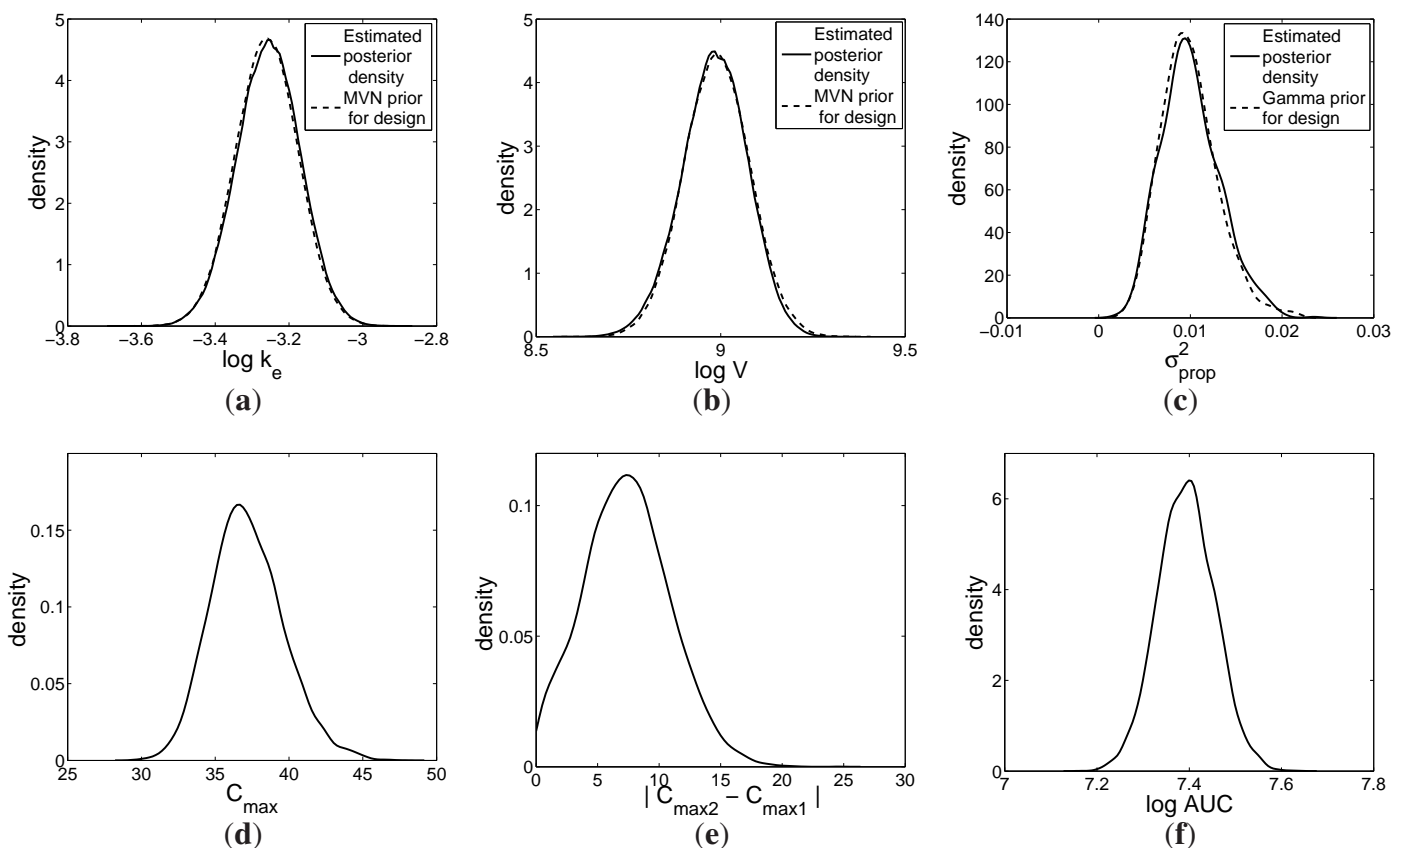 5
4
3
2
1
0
density
Estimated
posterior
density
MVN prior
for design
−3.8
−3.6
−3.4
−3.2
−3
−2.8
log k_e
(a)
5
4
3
2
1
0
density
Estimated
posterior
density
MVN prior
for design
8.5
9
9.5
log V
(b)
140
120
100
80
60
40
20
0
density
Estimated
posterior
density
Gamma prior
for design
−0.01
0
0.01
0.02
0.03
σ²_prop
(c)
0.15
0.1
0.05
0
density
25
30
35
40
45
50
C_max
(d)
0.1
0.05
0
density
0
5
10
15
20
25
30
| C_max2 − C_max1 |
(e)
6
4
2
0
density
7
7.2
7.4
7.6
7.8
log AUC
(f)